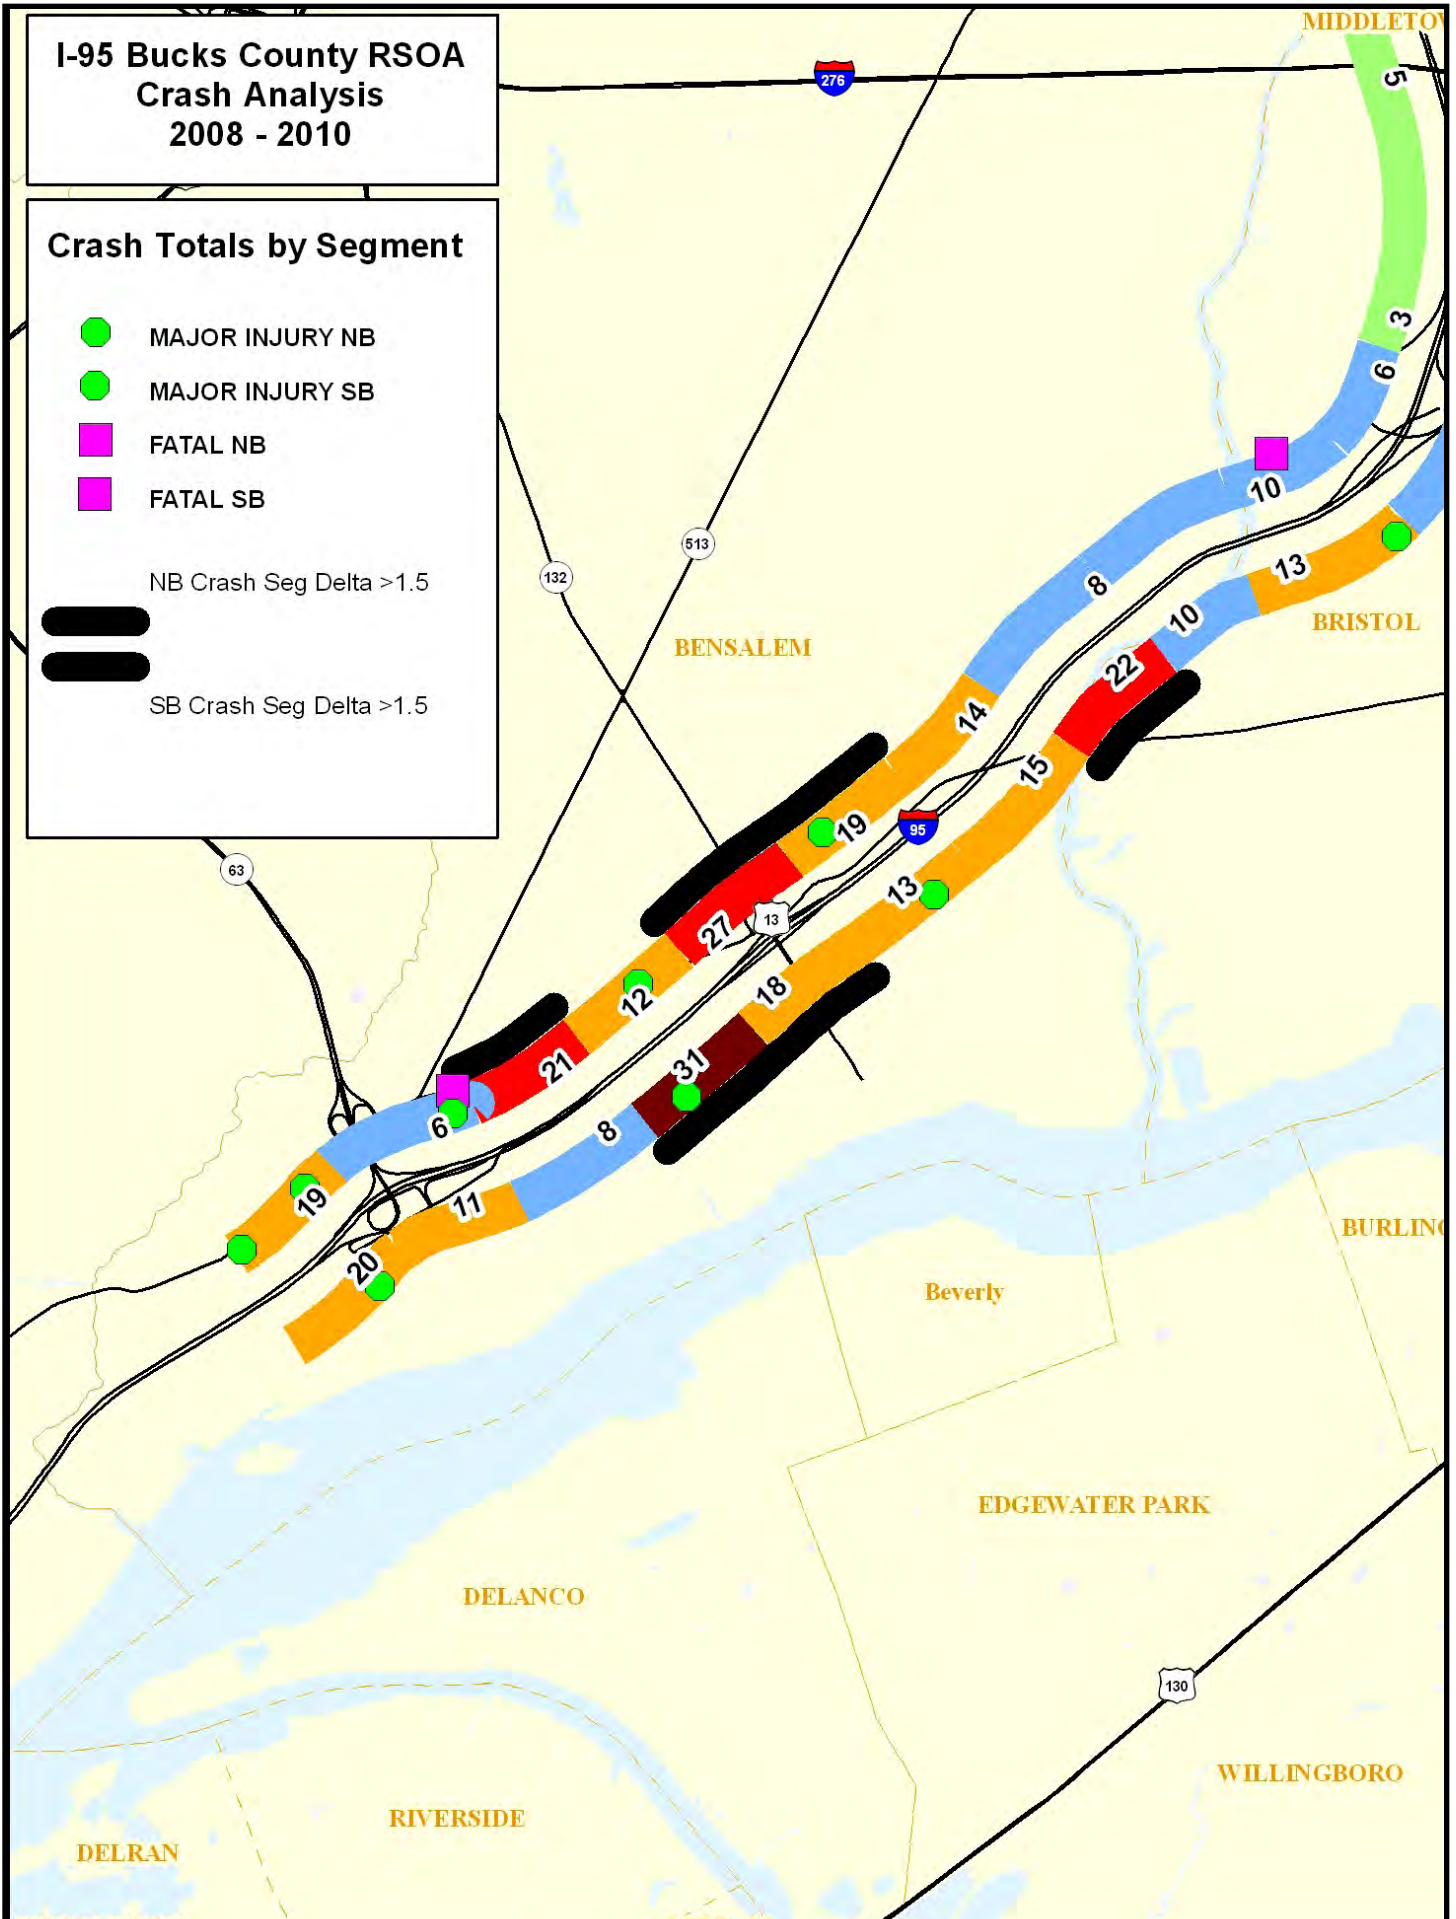 I-95 Bucks County RSOA
Crash Analysis
2008 - 2010
Crash Totals by Segment
MAJOR INJURY NB
MAJOR INJURY SB
FATAL NB
FATAL SB
NB Crash Seg Delta >1.5
SB Crash Seg Delta >1.5
MIDDLETOW
276
5
3
6
10
513
132
13
8
10
BRISTOL
BENSALEM
22
14
15
19
95
63
13
27
13
18
12
31
21
6
8
19
11
20
BURLING
Beverly
EDGEWATER PARK
DELANCO
130
WILLINGBORO
RIVERSIDE
DELRAN